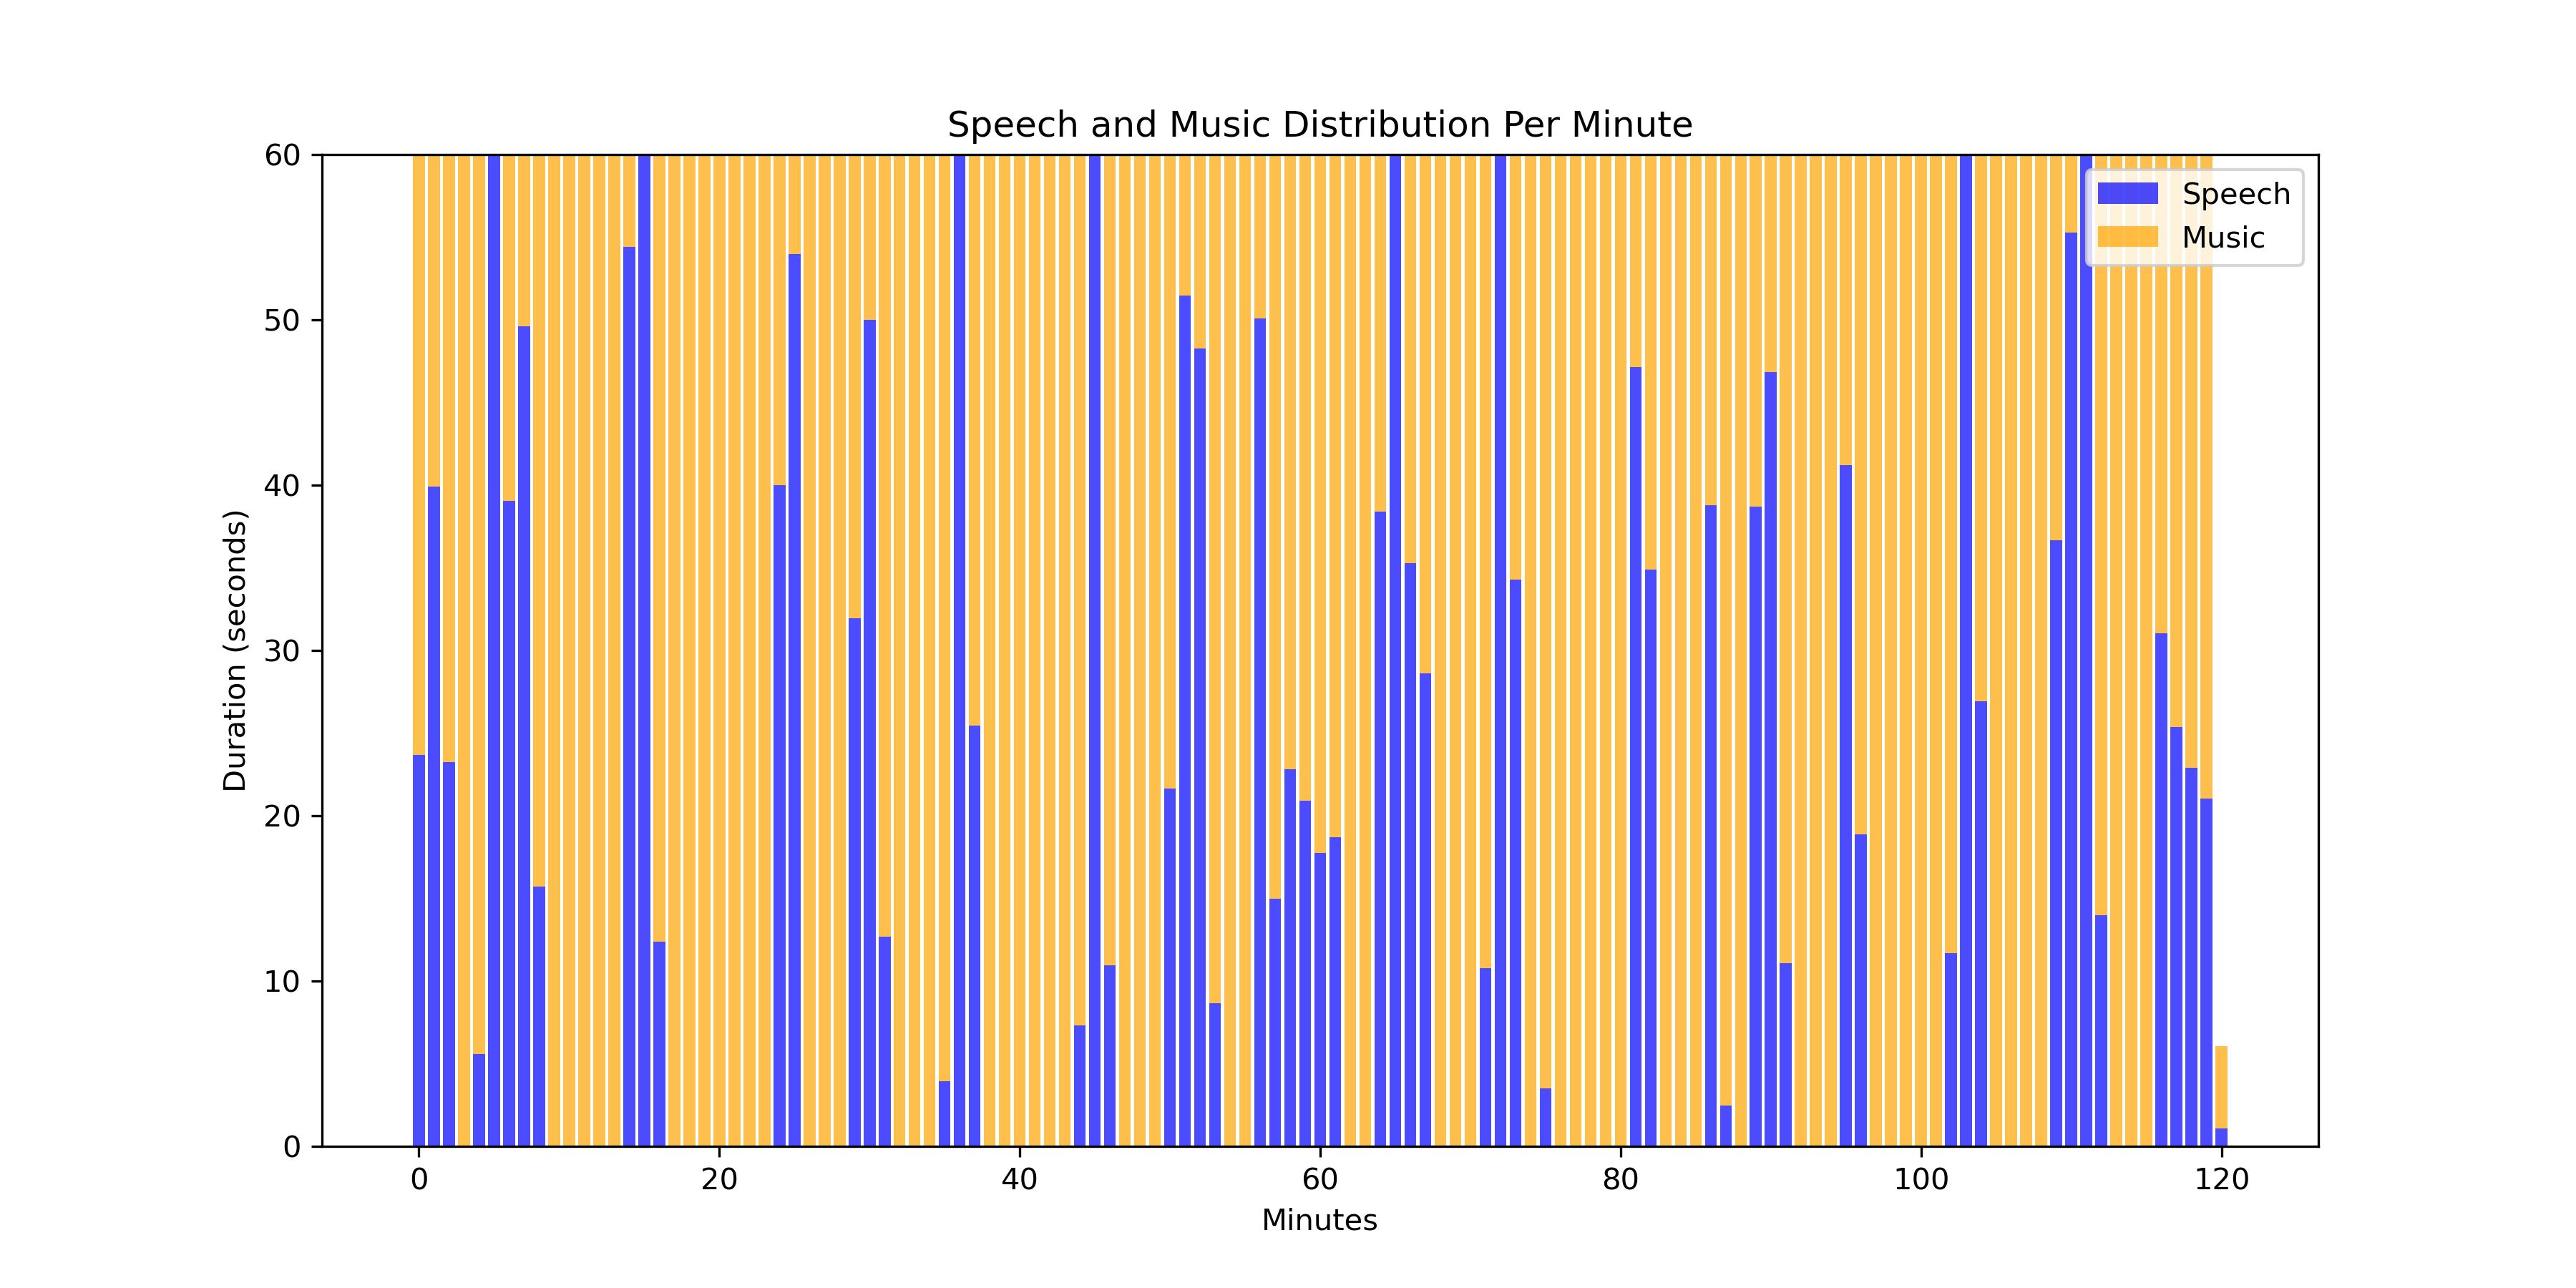 Speech and Music Distribution Per Minute
60
50
40
30
20
10
0
Duration (seconds)
Speech
Music
0 20 40 60 80 100 120
Minutes